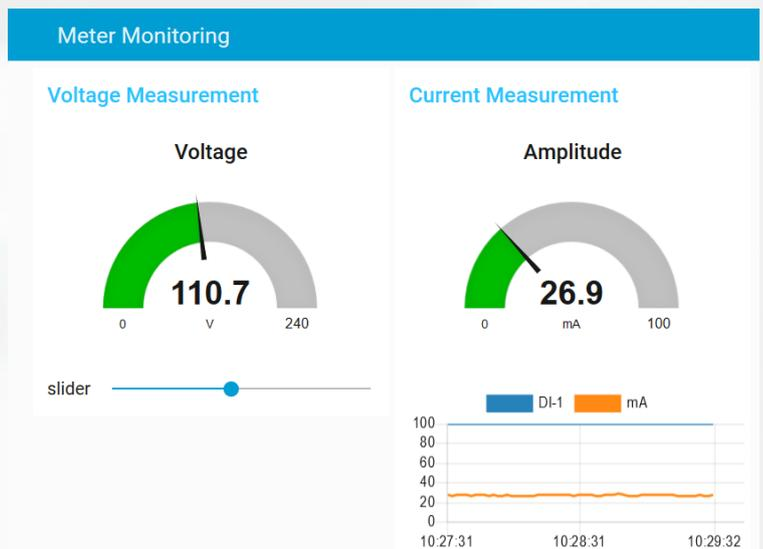 Meter Monitoring
Voltage Measurement
Voltage
110.7
0 V 240
slider
Current Measurement
Amplitude
26.9
0 mA 100
DI-1 mA
100
80
60
40
20
0
10:27:31 10:28:31 10:29:32